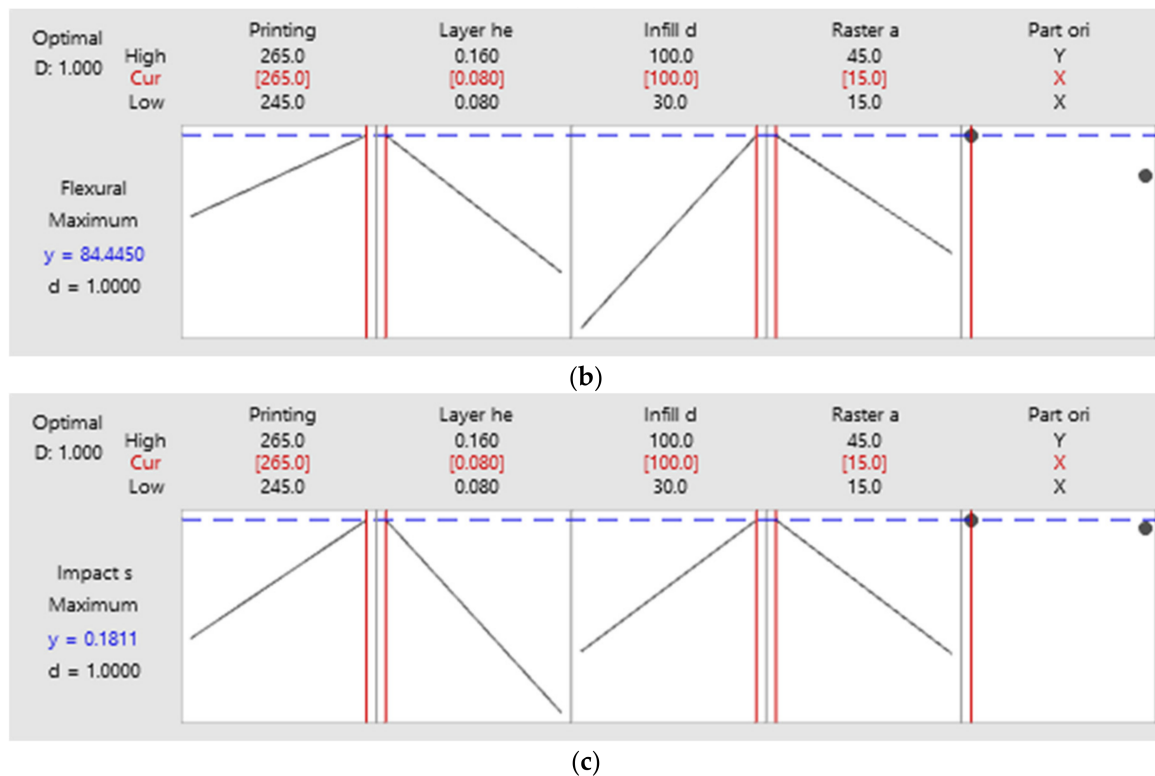 Optimal
D: 1.000
Printing Layer he Infill d Raster a Part ori
High 265.0 0.160 100.0 45.0 Y
Cur [265.0] [0.080] [100.0] [15.0] X
Low 245.0 0.080 30.0 15.0 X
Flexural
Maximum
y = 84.4450
d = 1.0000
(b)
Optimal
D: 1.000
Printing Layer he Infill d Raster a Part ori
High 265.0 0.160 100.0 45.0 Y
Cur [265.0] [0.080] [100.0] [15.0] X
Low 245.0 0.080 30.0 15.0 X
Impact s
Maximum
y = 0.1811
d = 1.0000
(c)